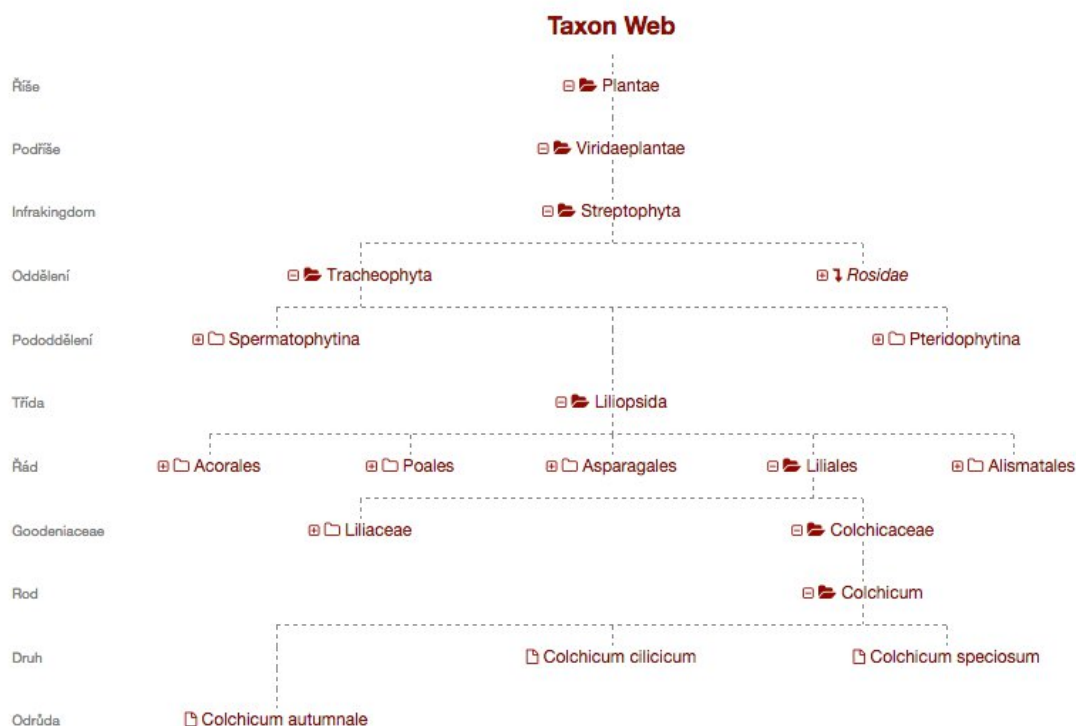 Taxon Web
Říše Plantae
Podříše Viridaeplantae
Infrakingdom Streptophyta
Oddělení Tracheophyta Rosidae
Pododdělení Spermatophytina Pteridophytina
Třída Liliopsida
Řád Acorales Poales Asparagales Liliales Alismatales
Goodeniaceae Liliaceae Colchicaceae
Rod Colchicum
Druh Colchicum cilicicum Colchicum speciosum
Odrůda Colchicum autumnale